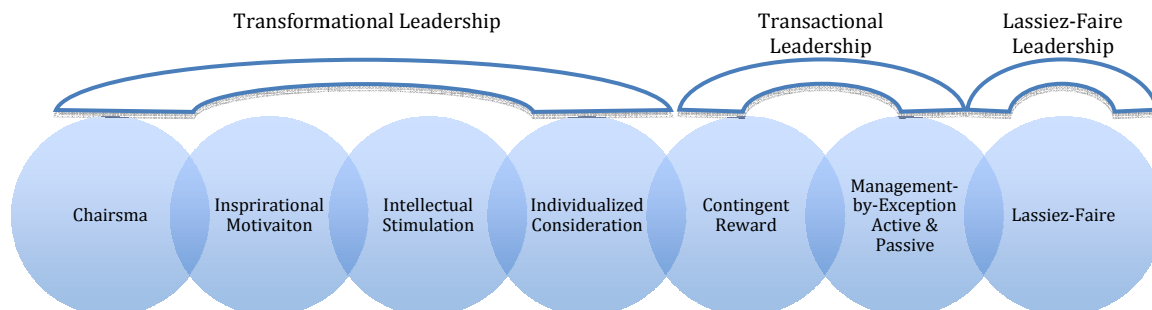 Transformational Leadership
Transactional
Leadership
Lassiez-Faire
Leadership
Chairsma
Insprirational
Motivaiton
Intellectual
Stimulation
Individualized
Consideration
Contingent
Reward
Management-
by-Exception
Active &
Passive
Lassiez-Faire